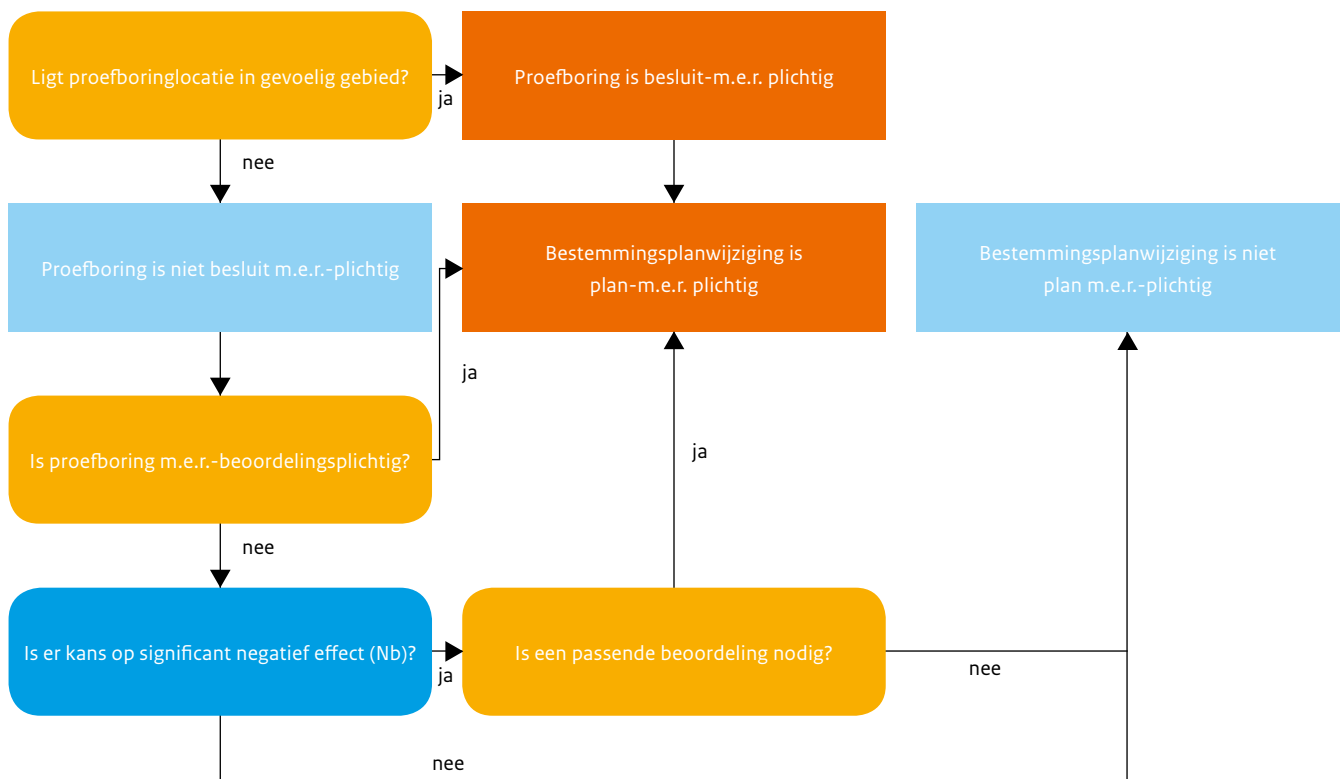 Ligt proefboringlocatie in gevoelig gebied?
ja
Proefboring is besluit-m.e.r. plichtig
nee
Proefboring is niet besluit m.e.r.-plichtig
Bestemmingsplanwijziging is
plan-m.e.r. plichtig
Bestemmingsplanwijziging is niet
plan m.e.r.-plichtig
ja
Is proefboring m.e.r.-beoordelingsplichtig?
ja
nee
Is er kans op significant negatief effect (Nb)?
ja
Is een passende beoordeling nodig?
nee
nee